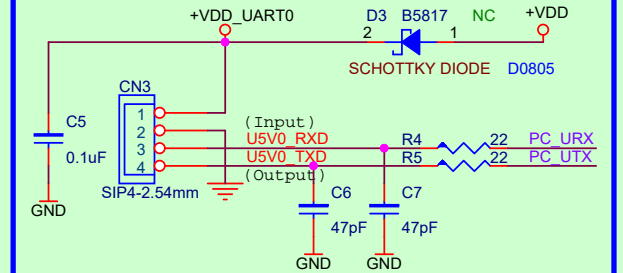 +VDD_UART0
D3 B5817 NC +VDD
2 1
SCHOTTKY DIODE D0805
CN3
1
2
3
4
SIP4-2.54mm
C5
0.1uF
GND
(Input)
U5V0_RXD R4 22 PC_URX
U5V0_TXD R5 22 PC_UTX
(Output)
C6 C7
47pF 47pF
GND GND